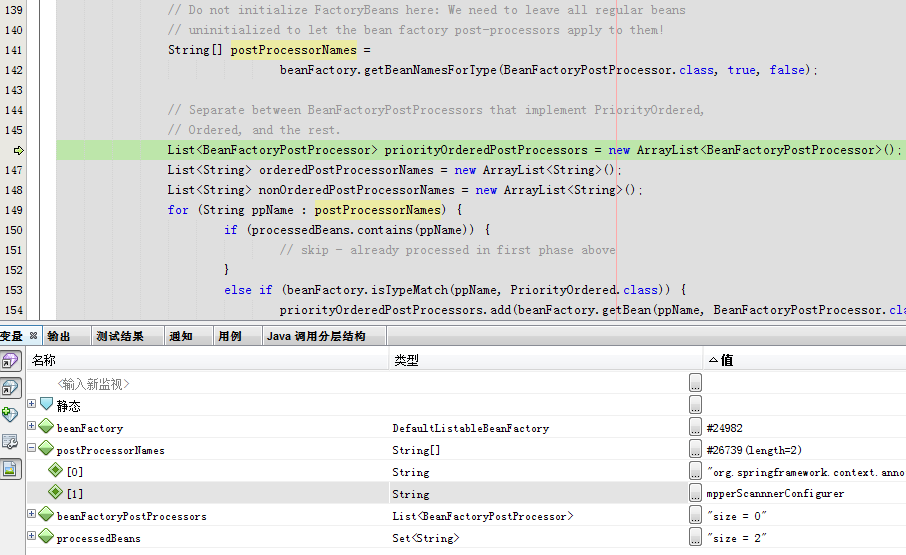 139 // Do not initialize FactoryBeans here: We need to leave all regular beans
140 // uninitialized to let the bean factory post-processors apply to them!
141 String[] postProcessorNames =
142 beanFactory.getBeanNamesForType(BeanFactoryPostProcessor.class, true, false);
143
144 // Separate between BeanFactoryPostProcessors that implement PriorityOrdered,
145 // Ordered, and the rest.
List<BeanFactoryPostProcessor> priorityOrderedPostProcessors = new ArrayList<BeanFactoryPostProcessor>();
147 List<String> orderedPostProcessorNames = new ArrayList<String>();
148 List<String> nonOrderedPostProcessorNames = new ArrayList<String>();
149 for (String ppName : postProcessorNames) {
150 if (processedBeans.contains(ppName)) {
151 // skip - already processed in first phase above
152 }
153 else if (beanFactory.isTypeMatch(ppName, PriorityOrdered.class)) {
154 priorityOrderedPostProcessors.add(beanFactory.getBean(ppName, BeanFactoryPostProcessor.cla
变量 输出 测试结果 通知 用例 Java 调用分层结构
名称 类型 值
<输入新监视> ...
静态 ...
beanFactory DefaultListableBeanFactory ... #24982
postProcessorNames String[] ... #26739(length=2)
[0] String ... "org.springframework.context.anno
[1] String ... mpperScannnerConfigurer
beanFactoryPostProcessors List<BeanFactoryPostProcessor> ... "size = 0"
processedBeans Set<String> ... "size = 2"